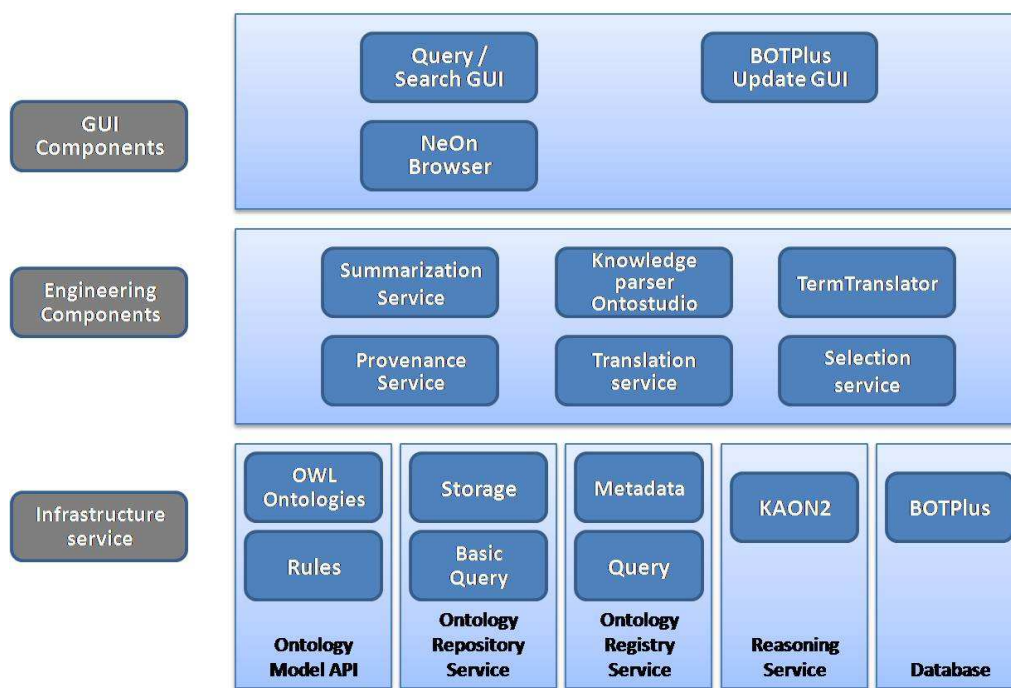 Query /
Search GUI
BOTPlus
Update GUI
GUI
Components
NeOn
Browser
Engineering
Components
Summarization
Service
Knowledge
parser
Ontostudio
TermTranslator
Provenance
Service
Translation
service
Selection
service
Infrastructure
service
OWL
Ontologies
Storage
Metadata
KAON2
BOTPlus
Rules
Basic
Query
Query
Ontology
Model API
Ontology
Repository
Service
Ontology
Registry
Service
Reasoning
Service
Database